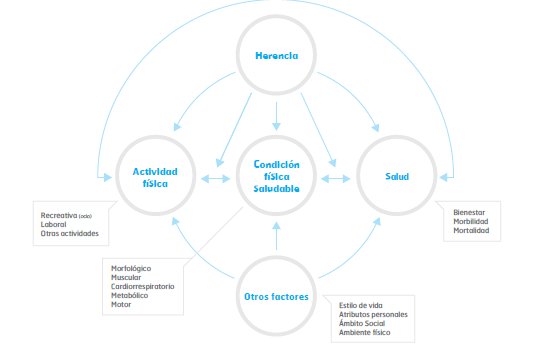 Herencia
Actividad
física
Condición
física
saludable
Salud
Recreativa (ocio)
Laboral
Otras actividades
Bienestar
Morbilidad
Mortalidad
Morfológico
Muscular
Cardiorrespiratorio
Metabólico
Motor
Otros factores
Estilo de vida
Atributos personales
Ámbito Social
Ambiente físico